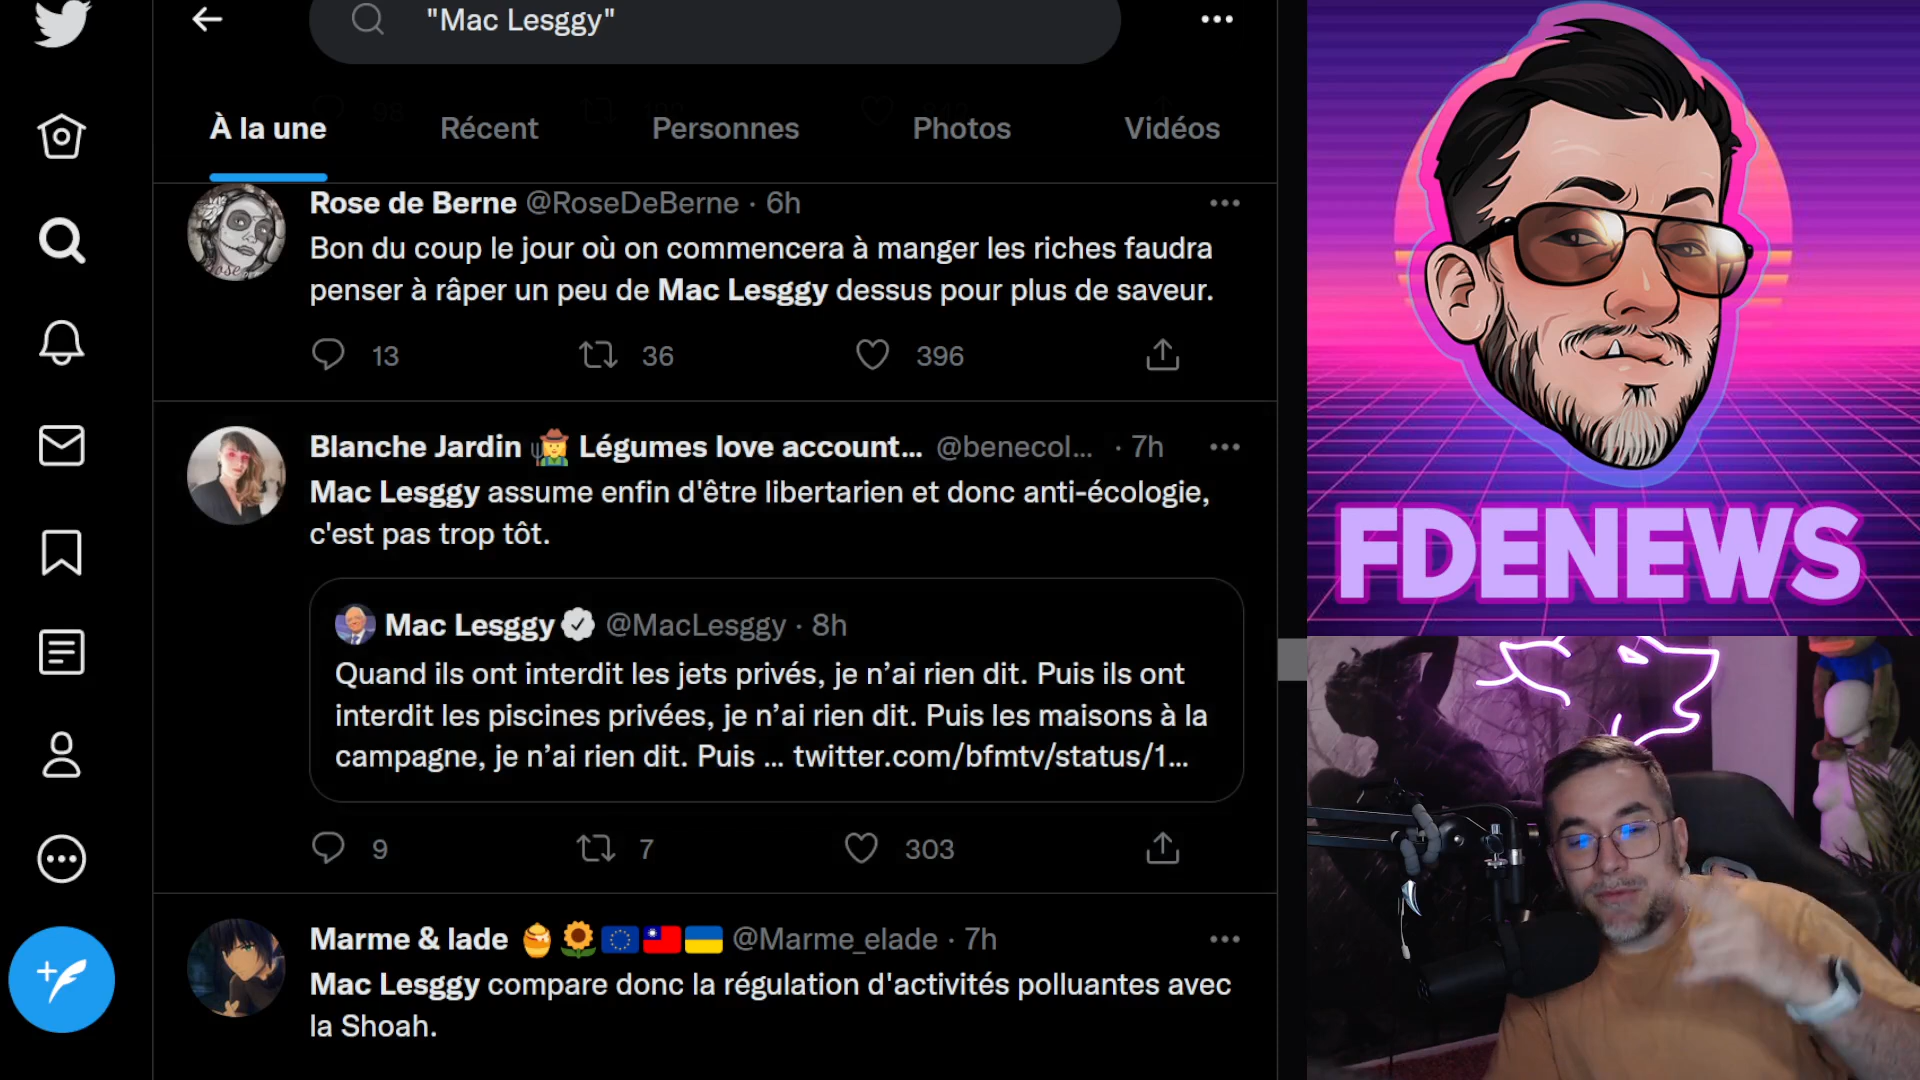 "Mac Lesggy"
À la une Récent Personnes Photos Vidéos
Rose de Berne @RoseDeBerne · 6h
Bon du coup le jour où on commencera à manger les riches faudra
penser à râper un peu de Mac Lesggy dessus pour plus de saveur.
13 36 396
Blanche Jardin 👩‍🌾 Légumes love account... @benecol... · 7h
Mac Lesggy assume enfin d'être libertarien et donc anti-écologie,
c'est pas trop tôt.
Mac Lesggy @MacLesggy · 8h
Quand ils ont interdit les jets privés, je n’ai rien dit. Puis ils ont
interdit les piscines privées, je n’ai rien dit. Puis les maisons à la
campagne, je n’ai rien dit. Puis ... twitter.com/bfmtv/status/1...
9 7 303
Marme & lade 🍯🌻🇪🇺🇹🇼🇺🇦 @Marme_elade · 7h
Mac Lesggy compare donc la régulation d'activités polluantes avec
la Shoah.
FDENEWS